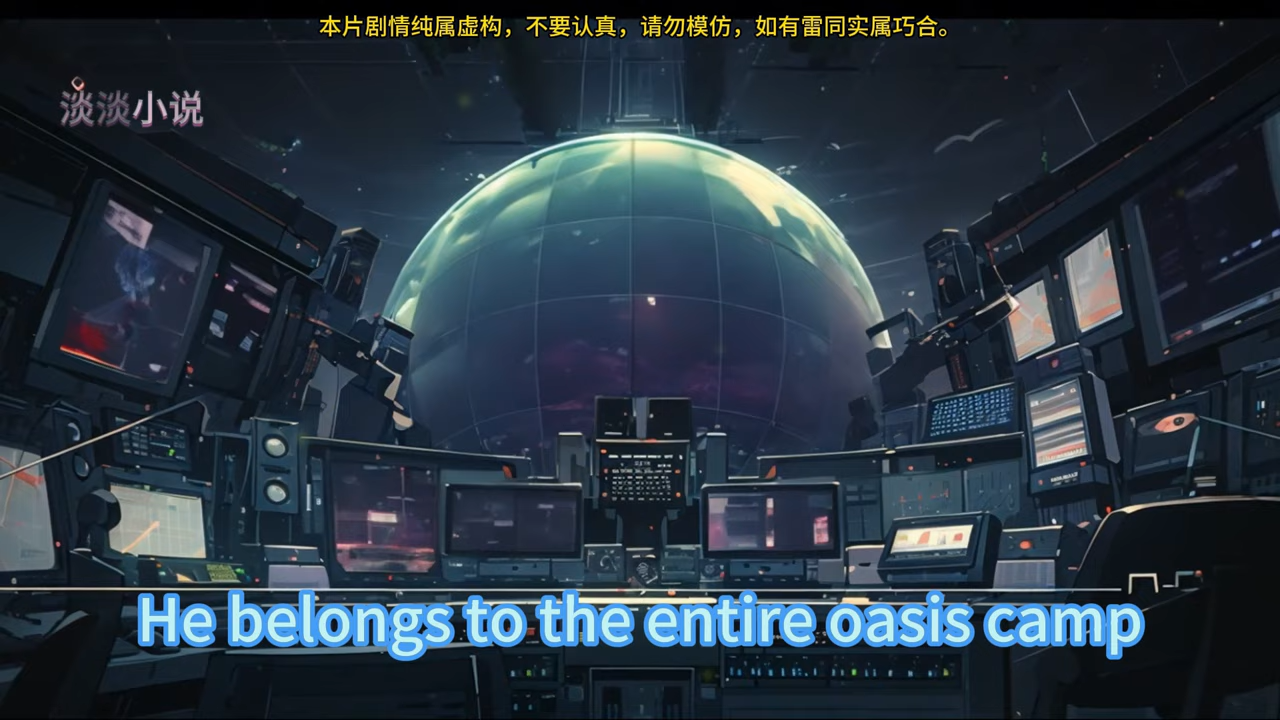 本片剧情纯属虚构，不要认真，请勿模仿，如有雷同实属巧合。
淡淡小说
He belongs to the entire oasis camp